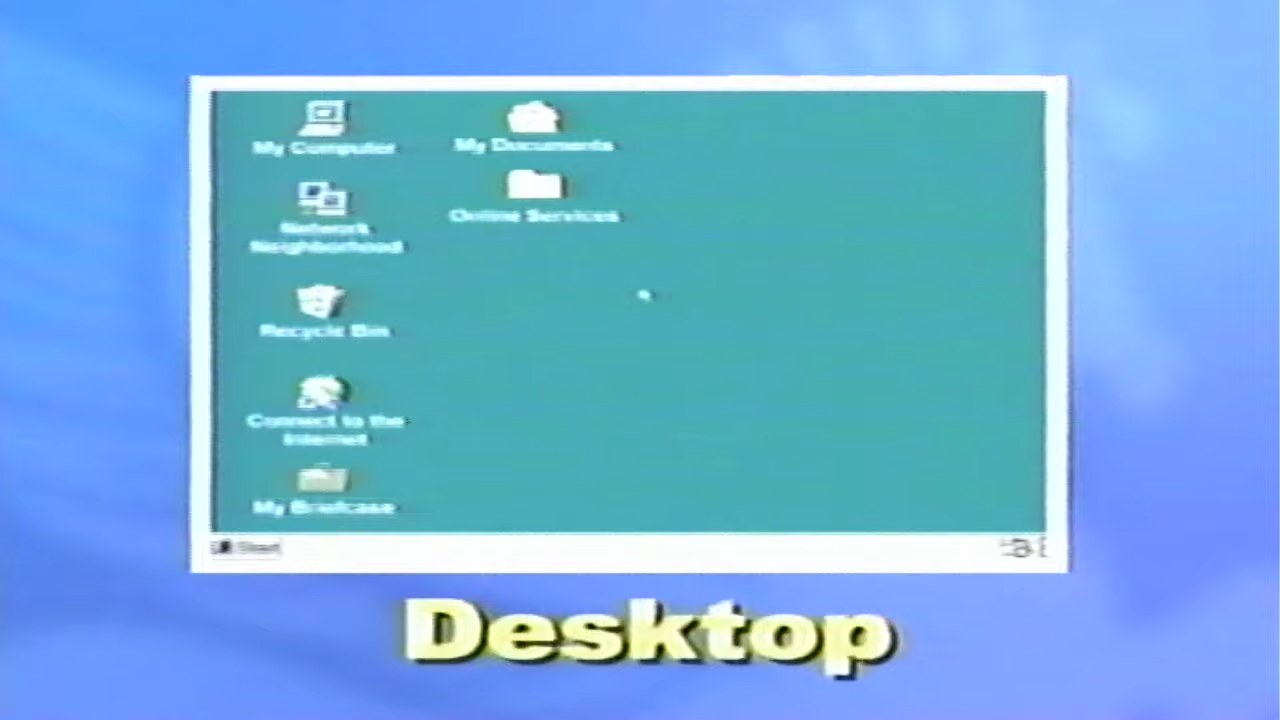 My Computer
My Documents
Online Services
Network
Neighborhood
Recycle Bin
Connect to the
Internet
My Briefcase
Start
Desktop